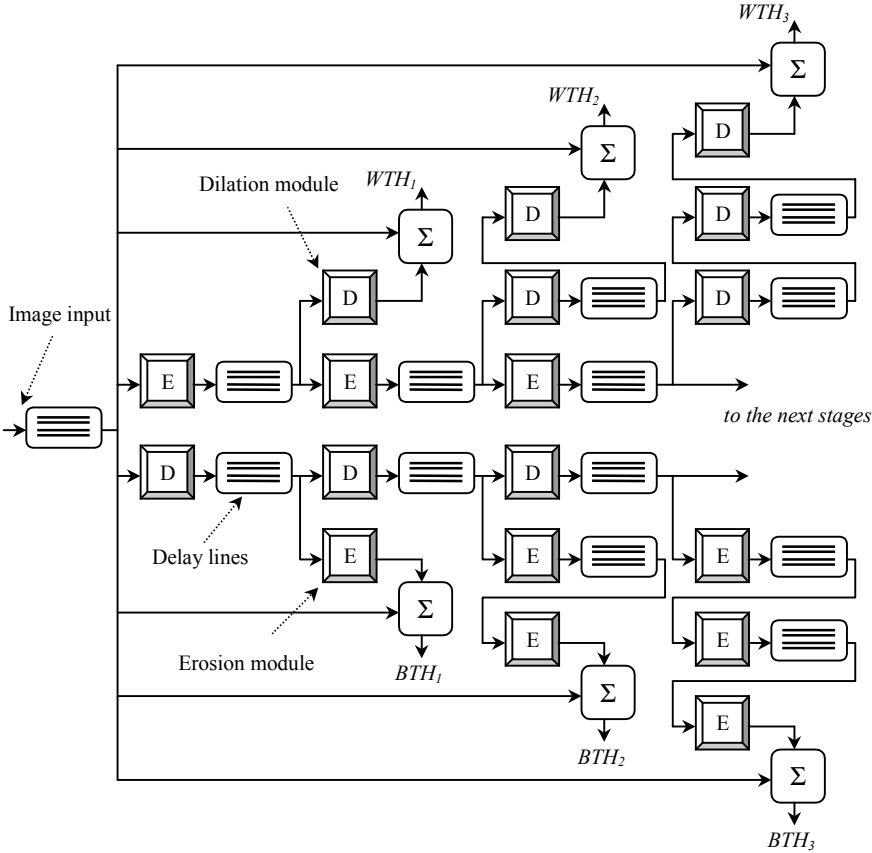 WTH3
Σ
WTH2
D
Σ
Dilation module
WTH1
D
D
Σ
Image input
D
D
D
E
E
E
to the next stages
D
D
D
Delay lines
E
E
E
Σ
Erosion module
E
E
BTH1
Σ
E
BTH2
Σ
BTH3